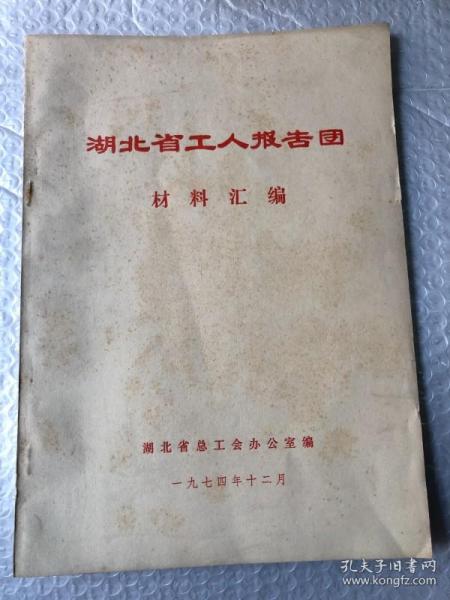 湖北省工人报告团
材料汇编
湖北省总工会办公室编
一九七四年十二月
孔夫子旧书网
www.kongfz.com